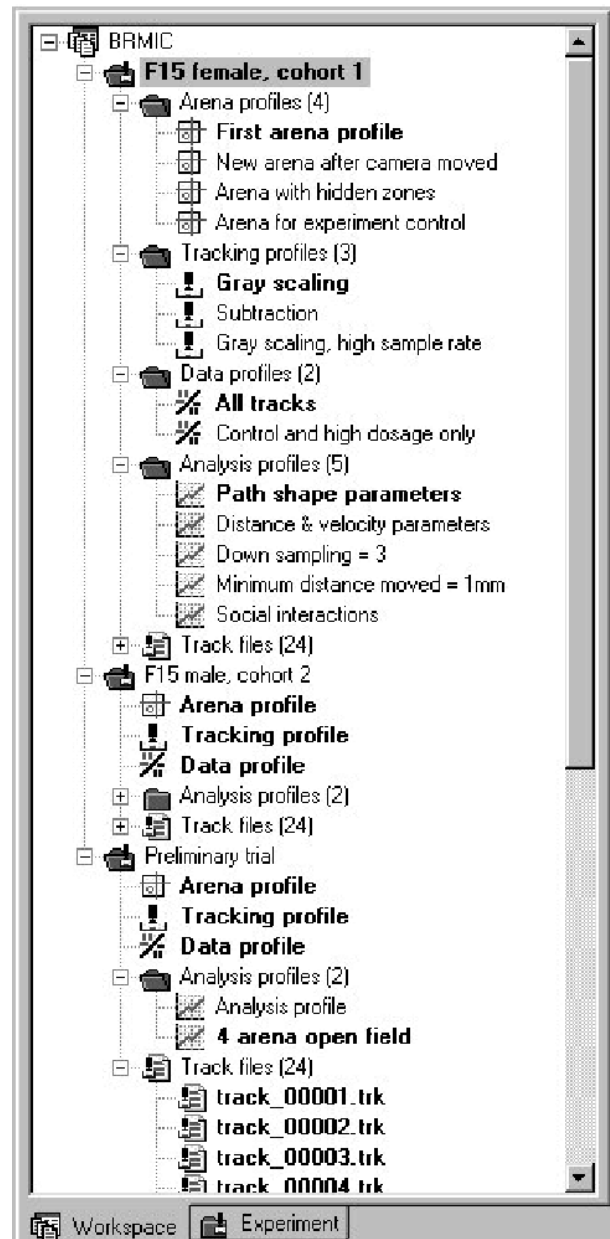 BRMIC
F15 female, cohort 1
Arena profiles (4)
First arena profile
New arena after camera moved
Arena with hidden zones
Arena for experiment control
Tracking profiles (3)
Gray scaling
Subtraction
Gray scaling, high sample rate
Data profiles (2)
All tracks
Control and high dosage only
Analysis profiles (5)
Path shape parameters
Distance & velocity parameters
Down sampling = 3
Minimum distance moved = 1mm
Social interactions
Track files (24)
F15 male, cohort 2
Arena profile
Tracking profile
Data profile
Analysis profiles (2)
Track files (24)
Preliminary trial
Arena profile
Tracking profile
Data profile
Analysis profiles (2)
Analysis profile
4 arena open field
Track files (24)
track_00001.trk
track_00002.trk
track_00003.trk
track_00004.trk
Workspace Experiment